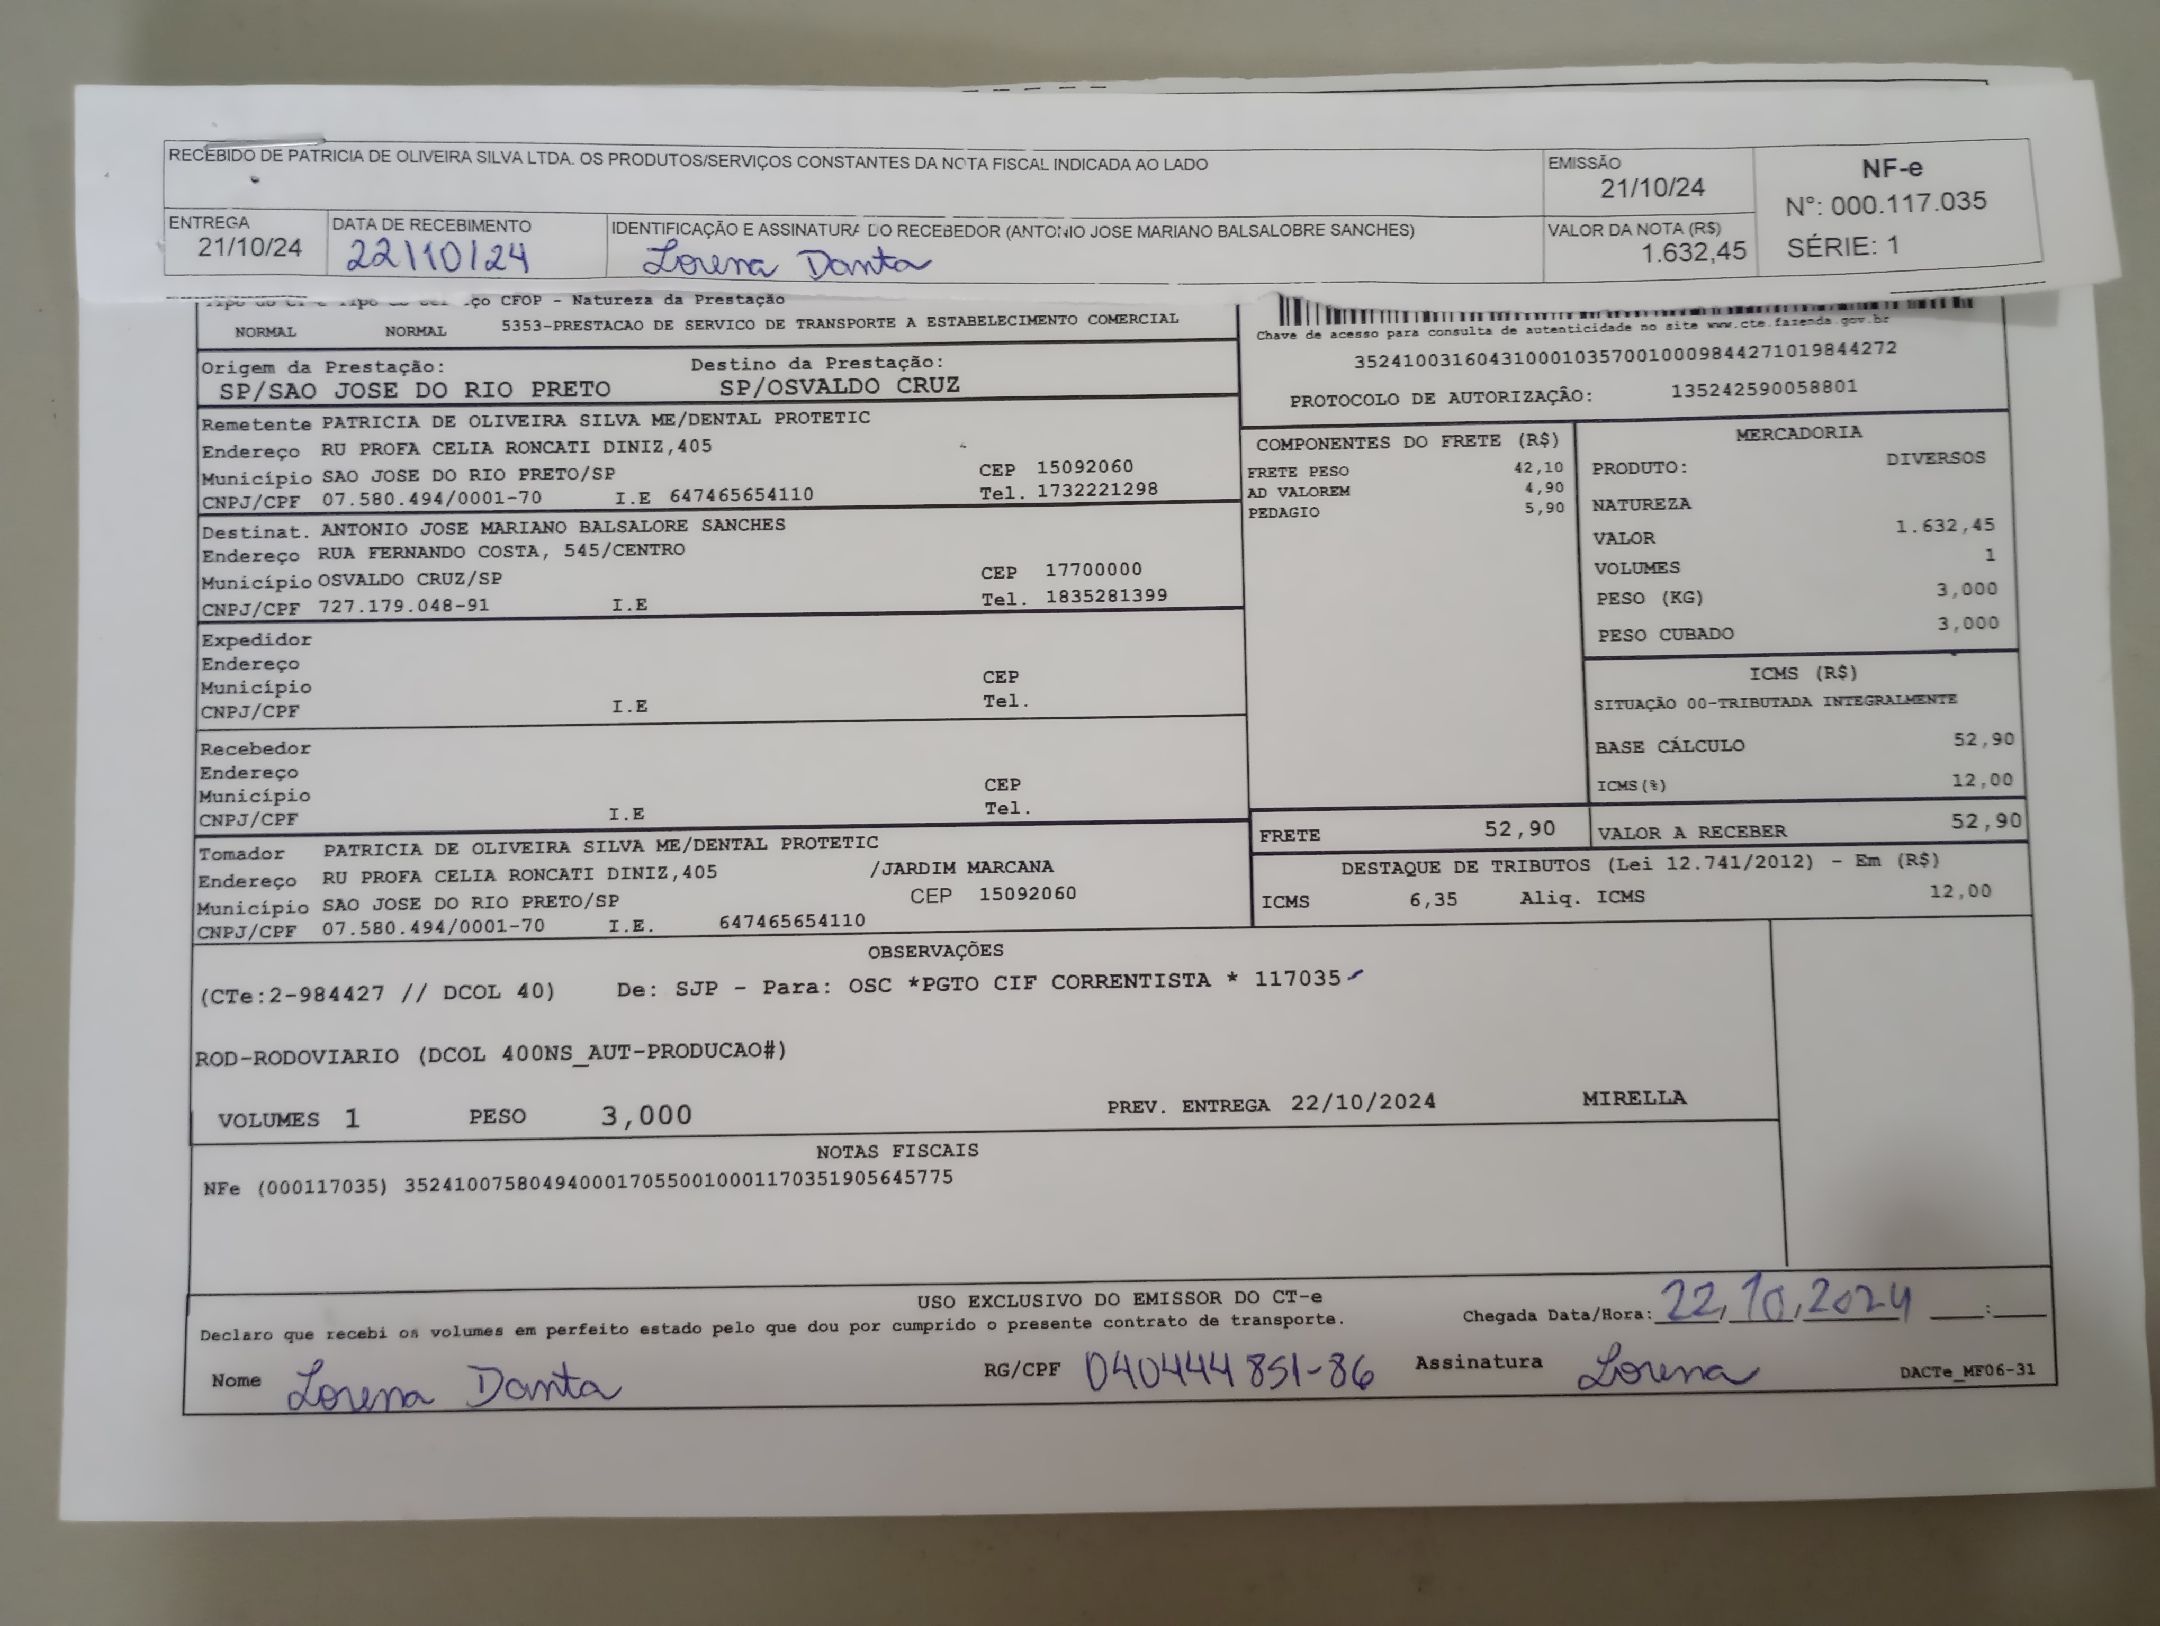 RECEBIDO DE PATRICIA DE OLIVEIRA SILVA LTDA. OS PRODUTOS/SERVIÇOS CONSTANTES DA NOTA FISCAL INDICADA AO LADO
EMISSÃO
21/10/24
NF-e
N°: 000.117.035
SÉRIE: 1
ENTREGA
21/10/24
DATA DE RECEBIMENTO
22/10/24
IDENTIFICAÇÃO E ASSINATURA DO RECEBEDOR (ANTONIO JOSE MARIANO BALSALOBRE SANCHES)
Lorena Danta
VALOR DA NOTA (R$)
1.632,45
CFOP - Natureza da Prestação
NORMAL NORMAL 5353-PRESTACAO DE SERVICO DE TRANSPORTE A ESTABELECIMENTO COMERCIAL
Chave de acesso para consulta de autenticidade no site www.cte.fazenda.gov.br
35241003160431000103570010009844271019844272
PROTOCOLO DE AUTORIZAÇÃO: 135242590058801
Origem da Prestação: Destino da Prestação:
SP/SAO JOSE DO RIO PRETO SP/OSVALDO CRUZ
Remetente PATRICIA DE OLIVEIRA SILVA ME/DENTAL PROTETIC
Endereço RU PROFA CELIA RONCATI DINIZ,405
Município SAO JOSE DO RIO PRETO/SP CEP 15092060
CNPJ/CPF 07.580.494/0001-70 I.E 647465654110 Tel. 1732221298
Destinat. ANTONIO JOSE MARIANO BALSALORE SANCHES
Endereço RUA FERNANDO COSTA, 545/CENTRO
Município OSVALDO CRUZ/SP CEP 17700000
CNPJ/CPF 727.179.048-91 I.E Tel. 1835281399
Expedidor
Endereço
Município CEP
CNPJ/CPF I.E Tel.
Recebedor
Endereço
Município CEP
CNPJ/CPF I.E Tel.
Tomador PATRICIA DE OLIVEIRA SILVA ME/DENTAL PROTETIC
Endereço RU PROFA CELIA RONCATI DINIZ,405 /JARDIM MARCANA
Município SAO JOSE DO RIO PRETO/SP CEP 15092060
CNPJ/CPF 07.580.494/0001-70 I.E. 647465654110
COMPONENTES DO FRETE (R$)
FRETE PESO 42,10
AD VALOREM 4,90
PEDAGIO 5,90
MERCADORIA
PRODUTO: DIVERSOS
NATUREZA
VALOR 1.632,45
VOLUMES 1
PESO (KG) 3,000
PESO CUBADO 3,000
ICMS (R$)
SITUAÇÃO 00-TRIBUTADA INTEGRALMENTE
BASE CÁLCULO 52,90
ICMS(%) 12,00
FRETE 52,90 VALOR A RECEBER 52,90
DESTAQUE DE TRIBUTOS (Lei 12.741/2012) - Em (R$)
ICMS 6,35 Aliq. ICMS 12,00
OBSERVAÇÕES
(CTe:2-984427 // DCOL 40) De: SJP - Para: OSC *PGTO CIF CORRENTISTA * 117035
ROD-RODOVIARIO (DCOL 400NS_AUT-PRODUCAO#)
VOLUMES 1 PESO 3,000 PREV. ENTREGA 22/10/2024 MIRELLA
NOTAS FISCAIS
NFe (000117035) 35241007580494000170550010001170351905645775
USO EXCLUSIVO DO EMISSOR DO CT-e
Declaro que recebi os volumes em perfeito estado pelo que dou por cumprido o presente contrato de transporte.
Chegada Data/Hora: 22,10,2024 __:__
Nome Lorena Danta RG/CPF 040444851-86 Assinatura Lorena
DACTe_MF06-31